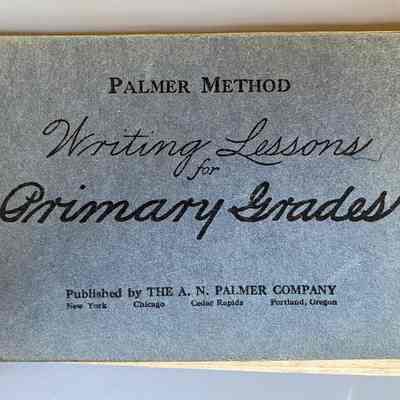 PALMER METHOD
Writing Lessons
for
Primary Grades
Published by THE A. N. PALMER COMPANY
New York Chicago Cedar Rapids Portland, Oregon